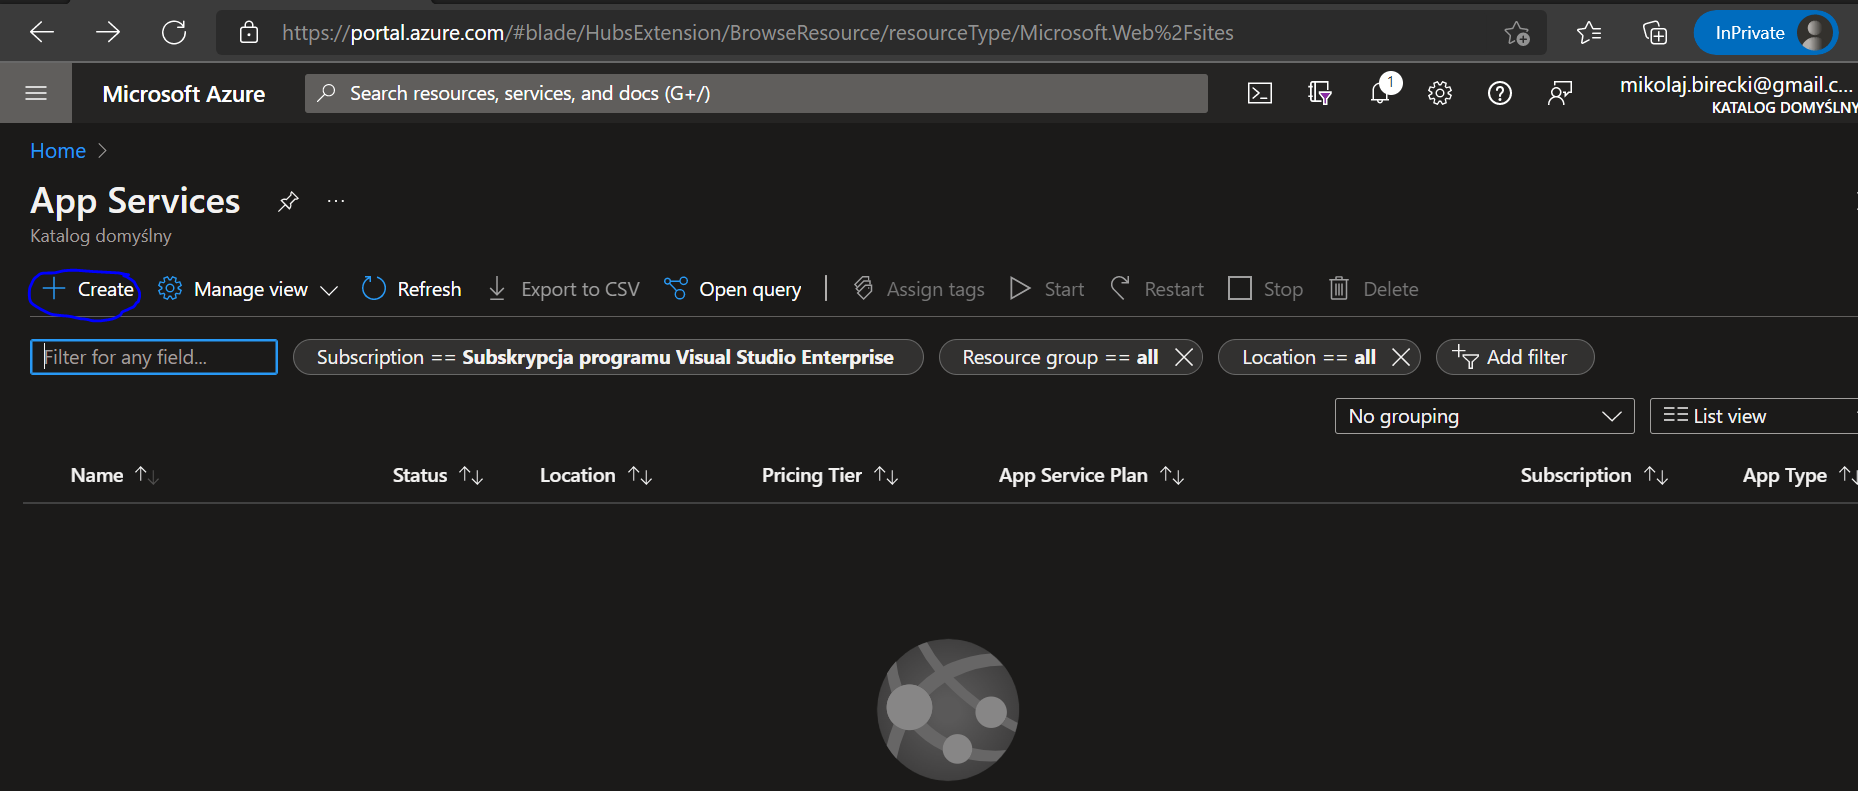 https://portal.azure.com/#blade/HubsExtension/BrowseResource/resourceType/Microsoft.Web%2Fsites
InPrivate
Microsoft Azure
Search resources, services, and docs (G+/)
1
mikolaj.birecki@gmail.c...
KATALOG DOMYŚLNY
Home >
App Services
...
Katalog domyślny
Create
Manage view
Refresh
Export to CSV
Open query
Assign tags
Start
Restart
Stop
Delete
Filter for any field...
Subscription == Subskrypcja programu Visual Studio Enterprise
Resource group == all
Location == all
Add filter
No grouping
List view
Name
Status
Location
Pricing Tier
App Service Plan
Subscription
App Type